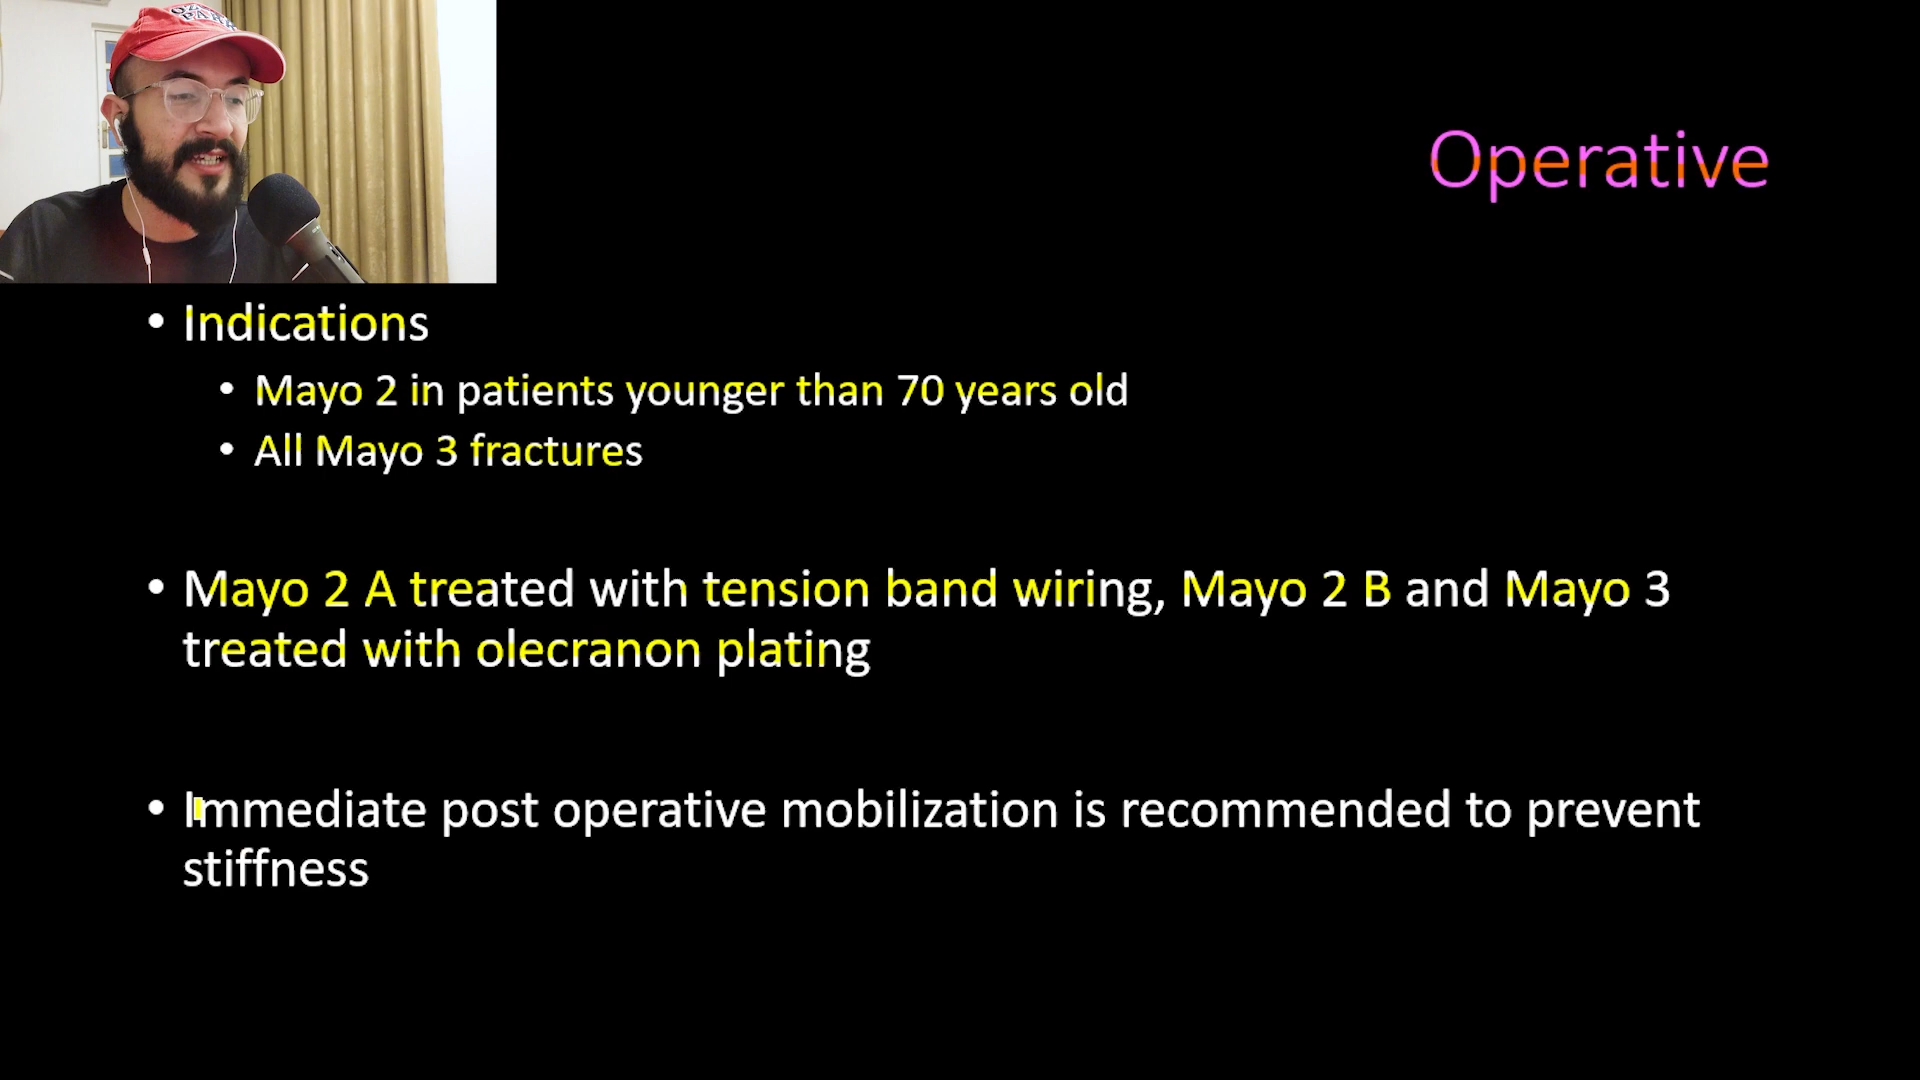 Operative
• Indications
• Mayo 2 in patients younger than 70 years old
• All Mayo 3 fractures
• Mayo 2 A treated with tension band wiring, Mayo 2 B and Mayo 3
treated with olecranon plating
• Immediate post operative mobilization is recommended to prevent
stiffness